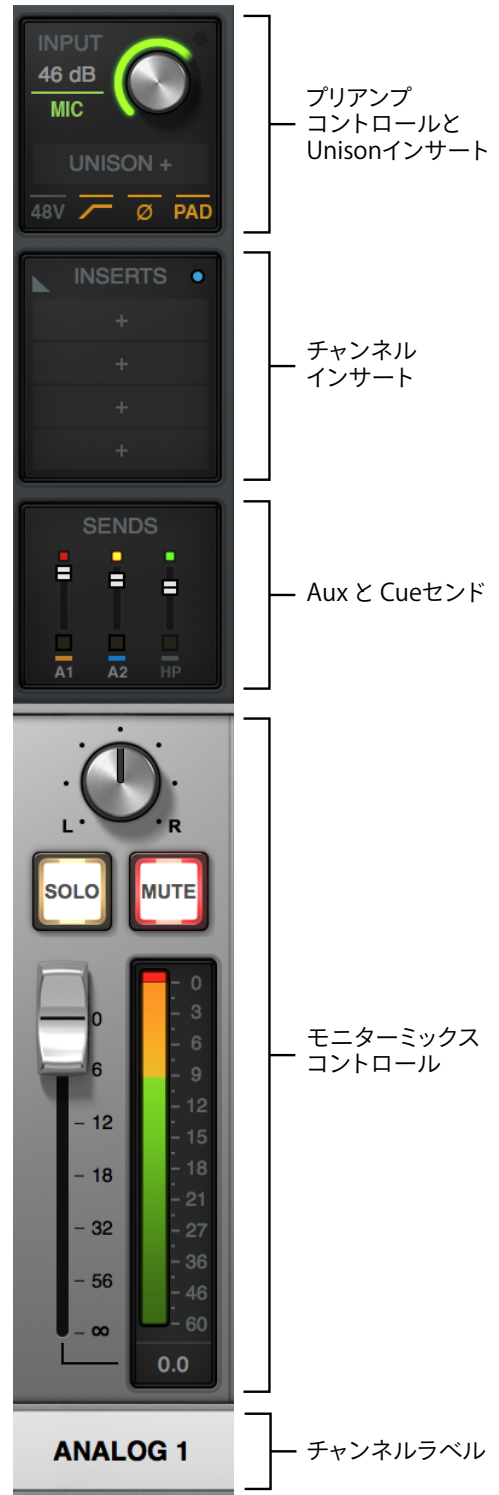 INPUT
46 dB
MIC
UNISON +
48V Ø PAD
プリアンプ
コントロールと
Unisonインサート
INSERTS
+
+
+
+
チャンネル
インサート
SENDS
A1 A2 HP
Aux と Cueセンド
L R
SOLO MUTE
0
6
12
18
32
56
∞
0
3
6
9
12
15
18
21
27
36
46
60
0.0
モニターミックス
コントロール
ANALOG 1
チャンネルラベル